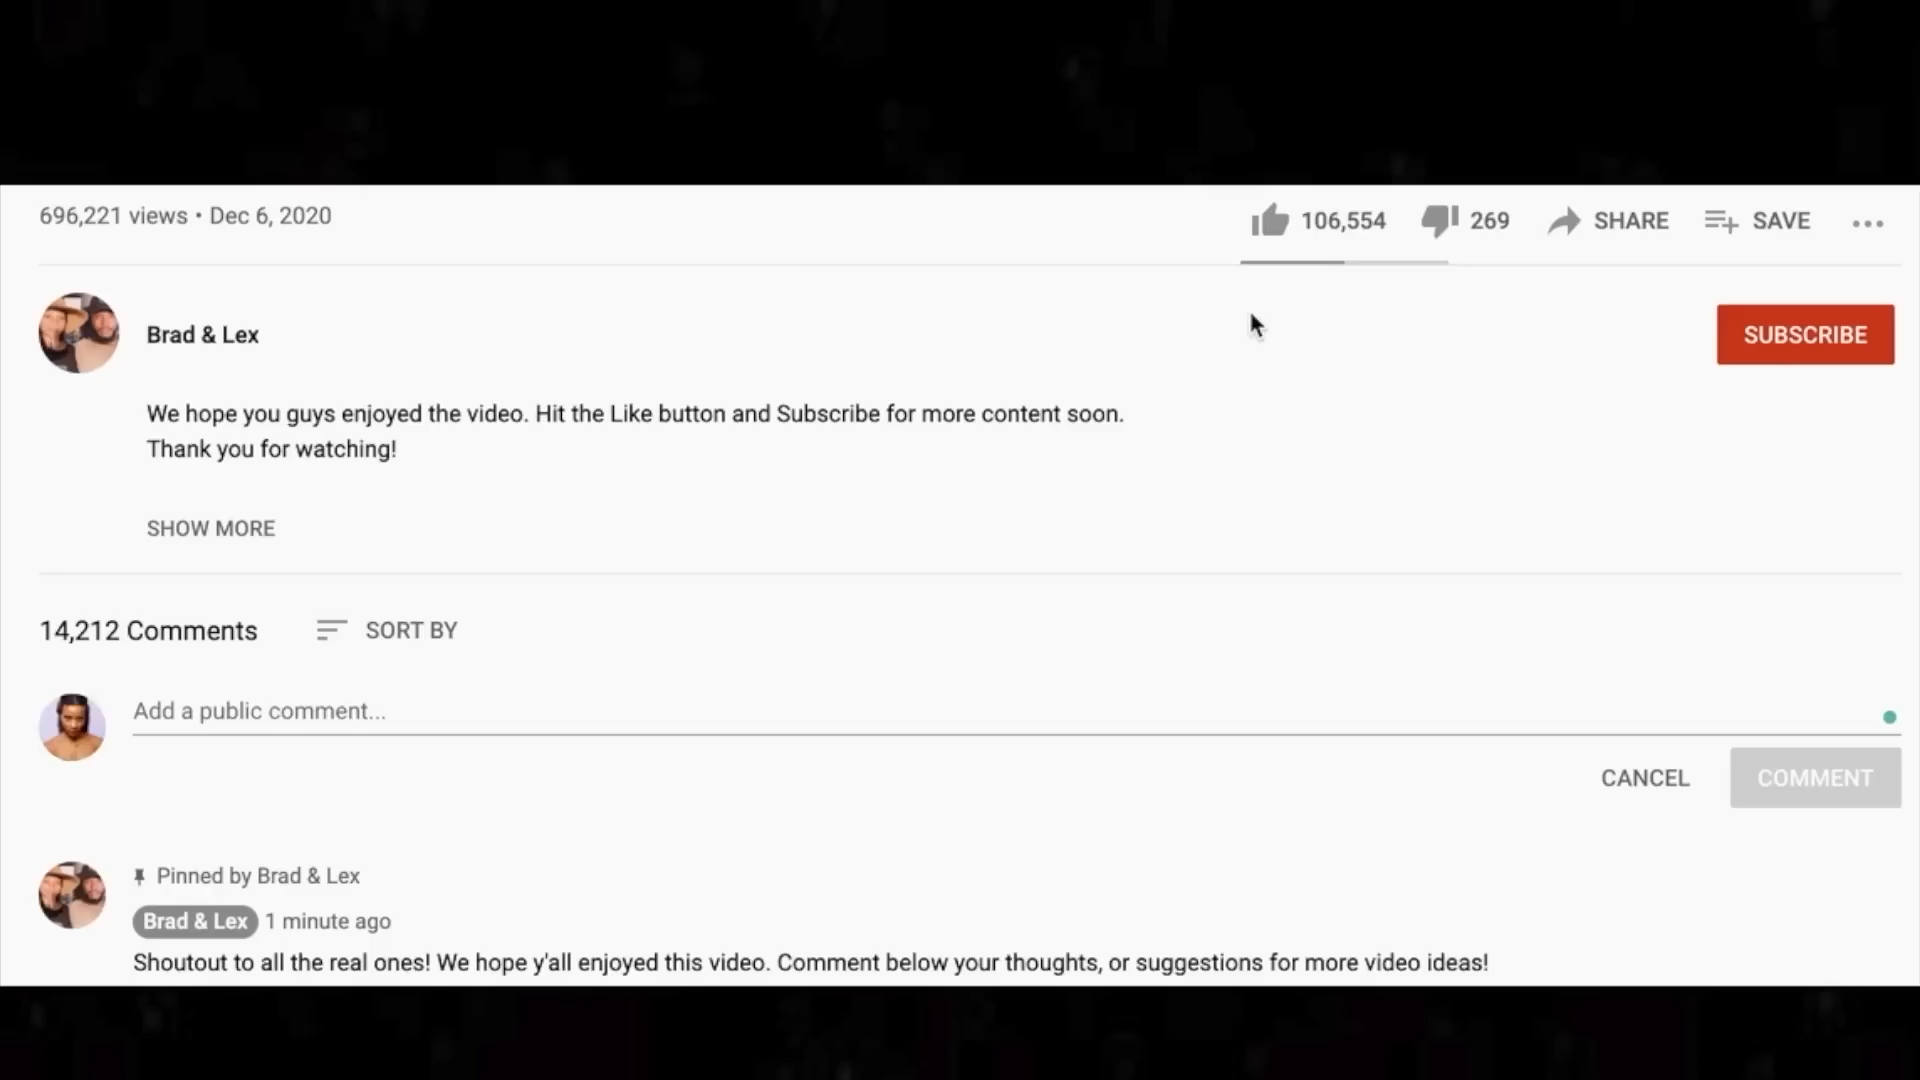 696,221 views • Dec 6, 2020
106,554
269
SHARE
SAVE
Brad & Lex
SUBSCRIBE
We hope you guys enjoyed the video. Hit the Like button and Subscribe for more content soon.
Thank you for watching!
SHOW MORE
14,212 Comments
SORT BY
Add a public comment...
CANCEL
COMMENT
Pinned by Brad & Lex
Brad & Lex 1 minute ago
Shoutout to all the real ones! We hope y'all enjoyed this video. Comment below your thoughts, or suggestions for more video ideas!